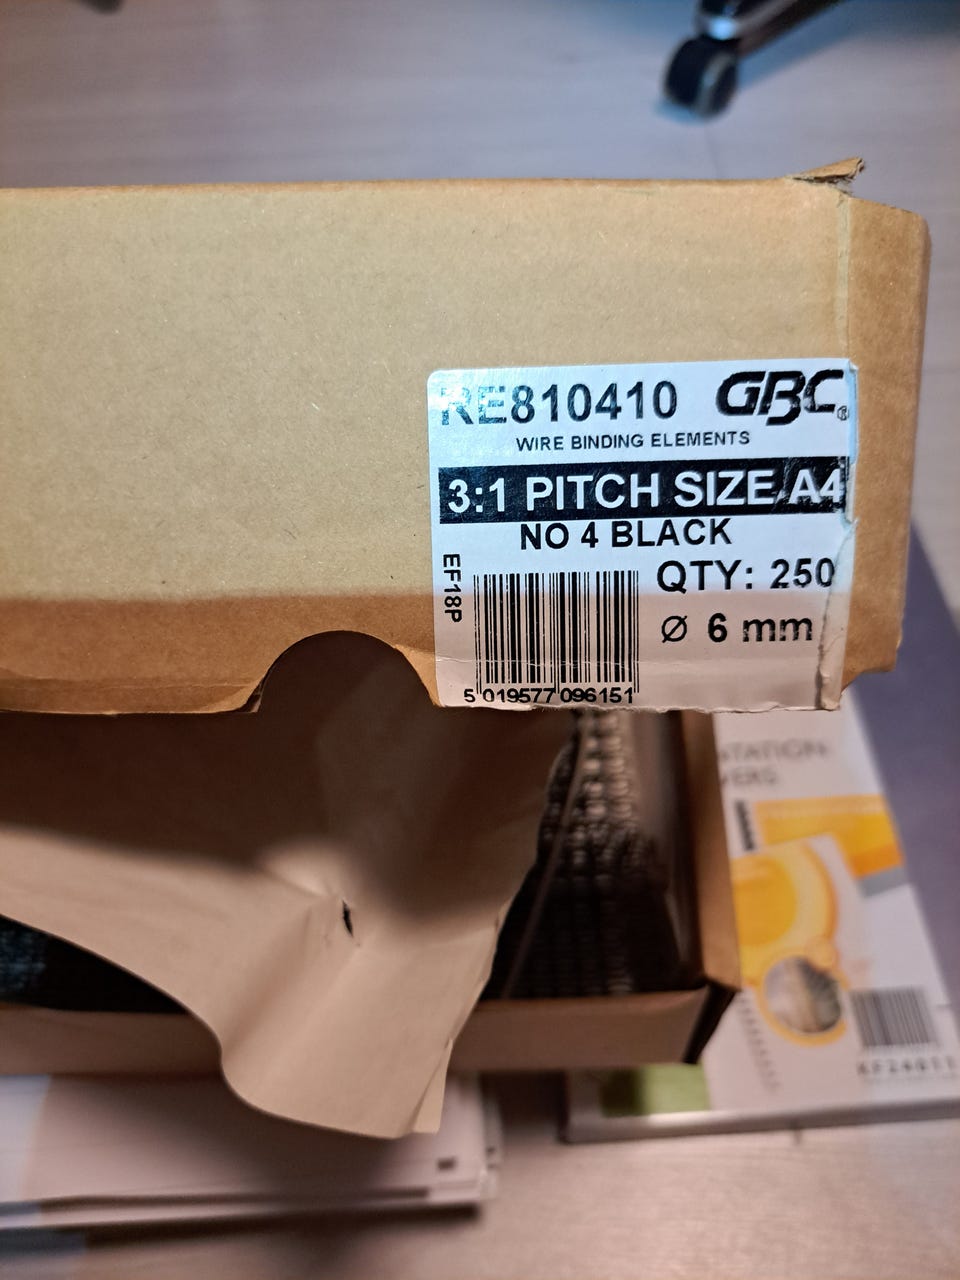 RE810410 GBC®
WIRE BINDING ELEMENTS
3:1 PITCH SIZE A4
NO 4 BLACK
EF18P
QTY: 250
Ø 6 mm
5 019577 096151